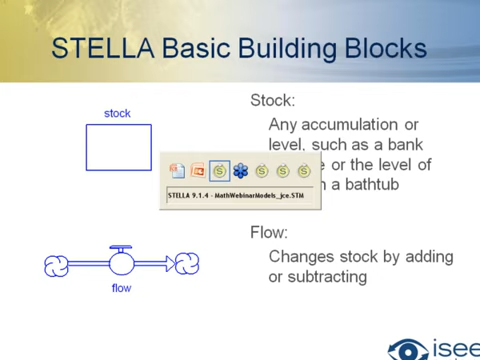 STELLA Basic Building Blocks
stock
Stock:
Any accumulation or
level, such as a bank
or the level of
a bathtub
STELLA 9.1.4 - MathWebinarModels_jce.STM
Flow:
Changes stock by adding
or subtracting
flow
isee